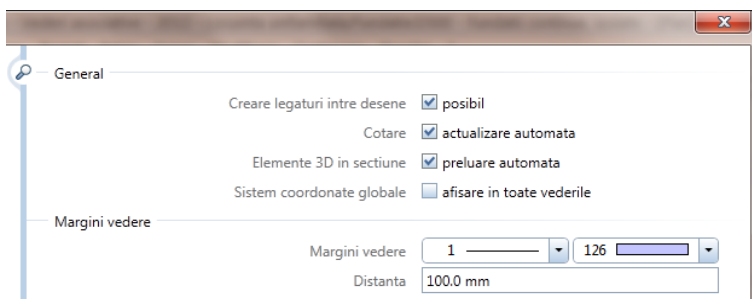 General
Creare legaturi intre desene posibil
Cotare actualizare automata
Elemente 3D in sectiune preluare automata
Sistem coordonate globale afisare in toate vederile
Margini vedere
Margini vedere 1 126
Distanta 100.0 mm